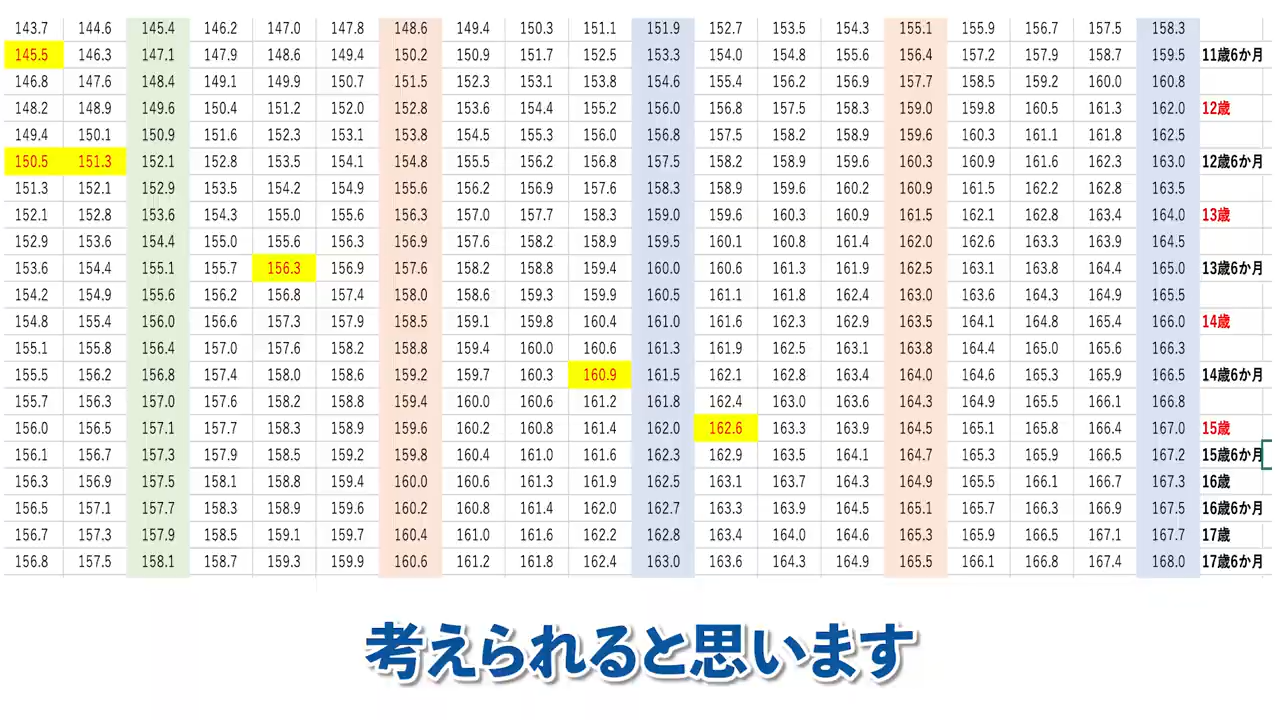 143.7 144.6 145.4 146.2 147.0 147.8 148.6 149.4 150.3 151.1 151.9 152.7 153.5 154.3 155.1 155.9 156.7 157.5 158.3
145.5 146.3 147.1 147.9 148.6 149.4 150.2 150.9 151.7 152.5 153.3 154.0 154.8 155.6 156.4 157.2 157.9 158.7 159.5 11歳6か月
146.8 147.6 148.4 149.1 149.9 150.7 151.5 152.3 153.1 153.8 154.6 155.4 156.2 156.9 157.7 158.5 159.2 160.0 160.8
148.2 148.9 149.6 150.4 151.2 152.0 152.8 153.6 154.4 155.2 156.0 156.8 157.5 158.3 159.0 159.8 160.5 161.3 162.0 12歳
149.4 150.1 150.9 151.6 152.3 153.1 153.8 154.5 155.3 156.0 156.8 157.5 158.2 158.9 159.6 160.3 161.1 161.8 162.5
150.5 151.3 152.1 152.8 153.5 154.1 154.8 155.5 156.2 156.8 157.5 158.2 158.9 159.6 160.3 160.9 161.6 162.3 163.0 12歳6か月
151.3 152.1 152.9 153.5 154.2 154.9 155.6 156.2 156.9 157.6 158.3 158.9 159.6 160.2 160.9 161.5 162.2 162.8 163.5
152.1 152.8 153.6 154.3 155.0 155.6 156.3 157.0 157.7 158.3 159.0 159.6 160.3 160.9 161.5 162.1 162.8 163.4 164.0 13歳
152.9 153.6 154.4 155.0 155.6 156.3 156.9 157.6 158.2 158.9 159.5 160.1 160.8 161.4 162.0 162.6 163.3 163.9 164.5
153.6 154.4 155.1 155.7 156.3 156.9 157.6 158.2 158.8 159.4 160.0 160.6 161.3 161.9 162.5 163.1 163.8 164.4 165.0 13歳6か月
154.2 154.9 155.6 156.2 156.8 157.4 158.0 158.6 159.3 159.9 160.5 161.1 161.8 162.4 163.0 163.6 164.3 164.9 165.5
154.8 155.4 156.0 156.6 157.3 157.9 158.5 159.1 159.8 160.4 161.0 161.6 162.3 162.9 163.5 164.1 164.8 165.4 166.0 14歳
155.1 155.8 156.4 157.0 157.6 158.2 158.8 159.4 160.0 160.6 161.3 161.9 162.5 163.1 163.8 164.4 165.0 165.6 166.3
155.5 156.2 156.8 157.4 158.0 158.6 159.2 159.7 160.3 160.9 161.5 162.1 162.8 163.4 164.0 164.6 165.3 165.9 166.5 14歳6か月
155.7 156.3 157.0 157.6 158.2 158.8 159.4 160.0 160.6 161.2 161.8 162.4 163.0 163.6 164.3 164.9 165.5 166.1 166.8
156.0 156.5 157.1 157.7 158.3 158.9 159.6 160.2 160.8 161.4 162.0 162.6 163.3 163.9 164.5 165.1 165.8 166.4 167.0 15歳
156.1 156.7 157.3 157.9 158.5 159.2 159.8 160.4 161.0 161.6 162.3 162.9 163.5 164.1 164.7 165.3 165.9 166.5 167.2 15歳6か月
156.3 156.9 157.5 158.1 158.8 159.4 160.0 160.6 161.3 161.9 162.5 163.1 163.7 164.3 164.9 165.5 166.1 166.7 167.3 16歳
156.5 157.1 157.7 158.3 158.9 159.6 160.2 160.8 161.4 162.0 162.7 163.3 163.9 164.5 165.1 165.7 166.3 166.9 167.5 16歳6か月
156.7 157.3 157.9 158.5 159.1 159.7 160.4 161.0 161.6 162.2 162.8 163.4 164.0 164.6 165.3 165.9 166.5 167.1 167.7 17歳
156.8 157.5 158.1 158.7 159.3 159.9 160.6 161.2 161.8 162.4 163.0 163.6 164.3 164.9 165.5 166.1 166.8 167.4 168.0 17歳6か月
考えられると思います